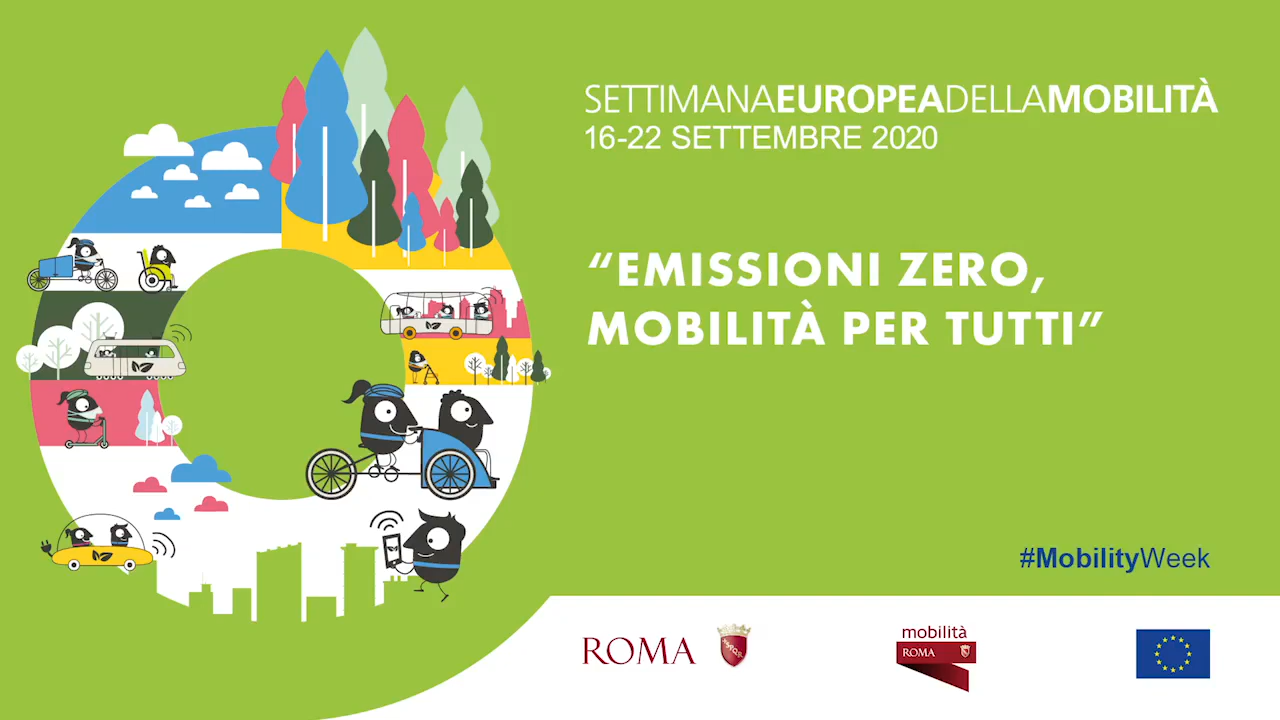 SETTIMANAEUROPEADELLAMOBILITÀ
16-22 SETTEMBRE 2020
“EMISSIONI ZERO,
MOBILITÀ PER TUTTI”
#MobilityWeek
ROMA
mobilità
ROMA